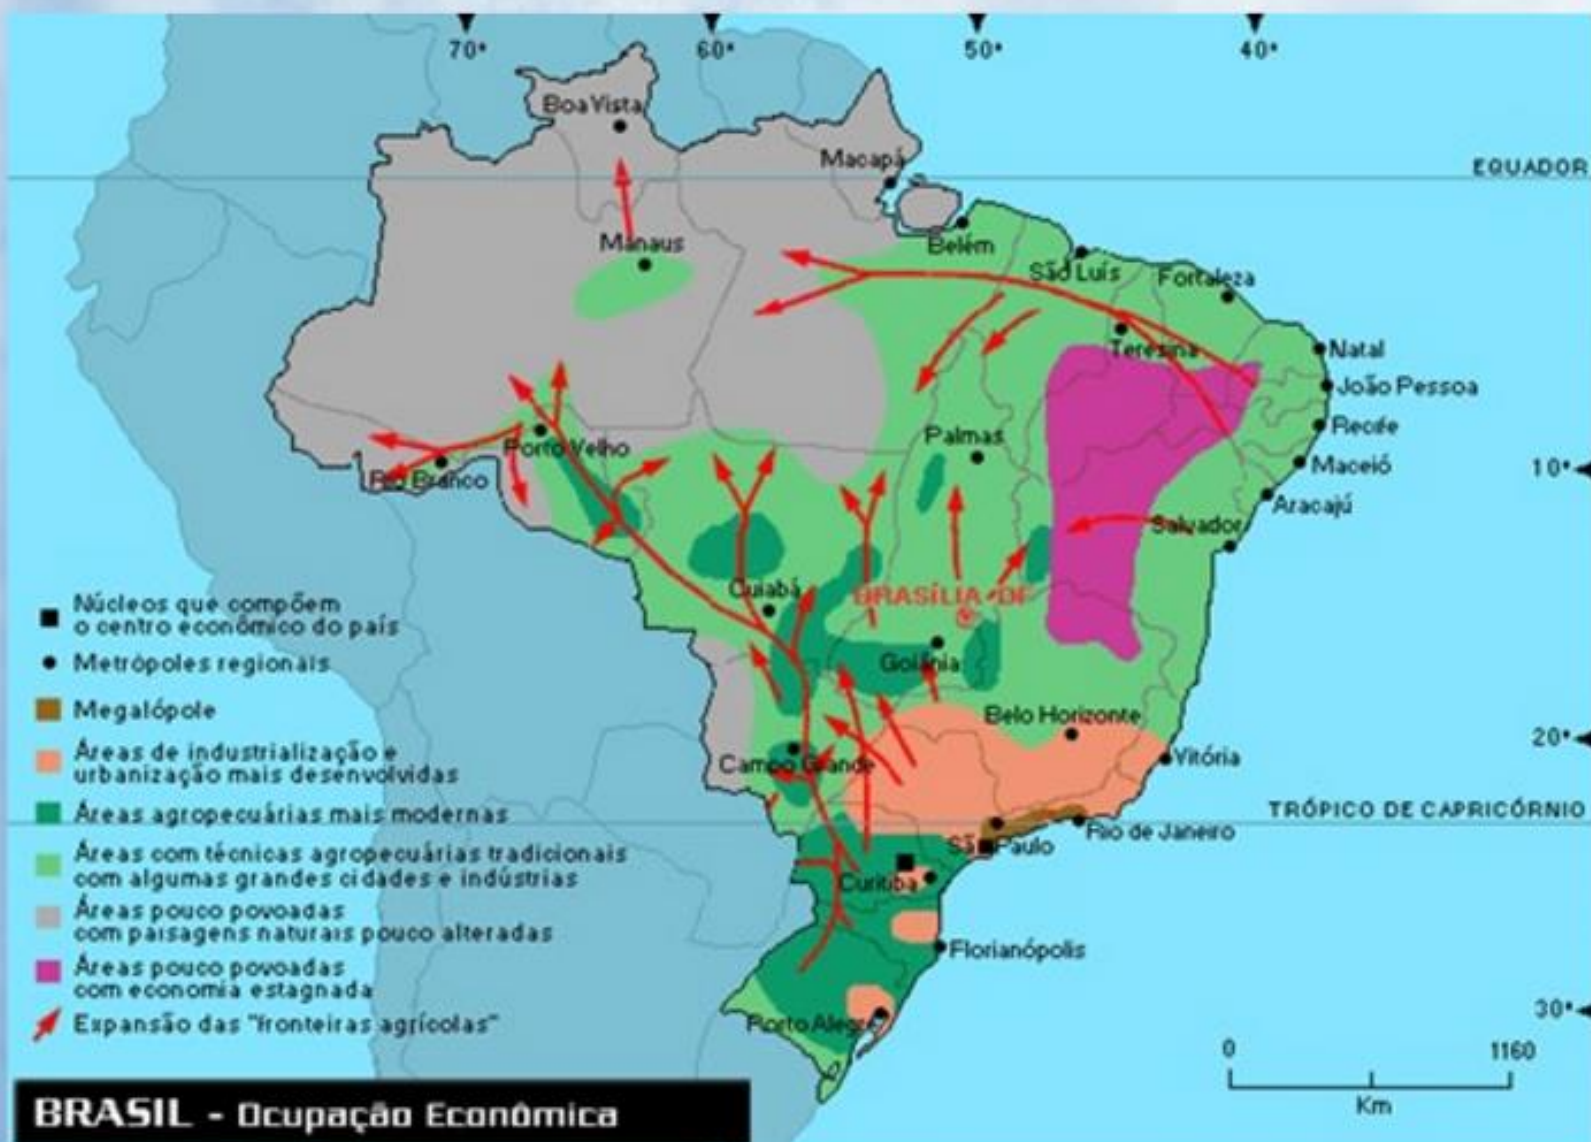 70°
60°
50°
40°
Boa Vista
Macapá
EQUADOR
Manaus
Belém
São Luís
Fortaleza
Teresina
Natal
João Pessoa
Porto Velho
Palmas
Recife
Rio Branco
Maceió
10°
Aracajú
Salvador
Cuiabá
BRASÍLIA-DF
Goiânia
Belo Horizonte
20°
Campo Grande
Vitória
TRÓPICO DE CAPRICÓRNIO
São Paulo
Rio de Janeiro
Curitiba
Florianópolis
Porto Alegre
30°
Núcleos que compõem
o centro econômico do país
Metrópoles regionais
Megalópole
Áreas de industrialização e
urbanização mais desenvolvidas
Áreas agropecuárias mais modernas
Áreas com técnicas agropecuárias tradicionais
com algumas grandes cidades e indústrias
Áreas pouco povoadas
com paisagens naturais pouco alteradas
Áreas pouco povoadas
com economia estagnada
Expansão das "fronteiras agrícolas"
0 1160
Km
BRASIL - Ocupação Econômica